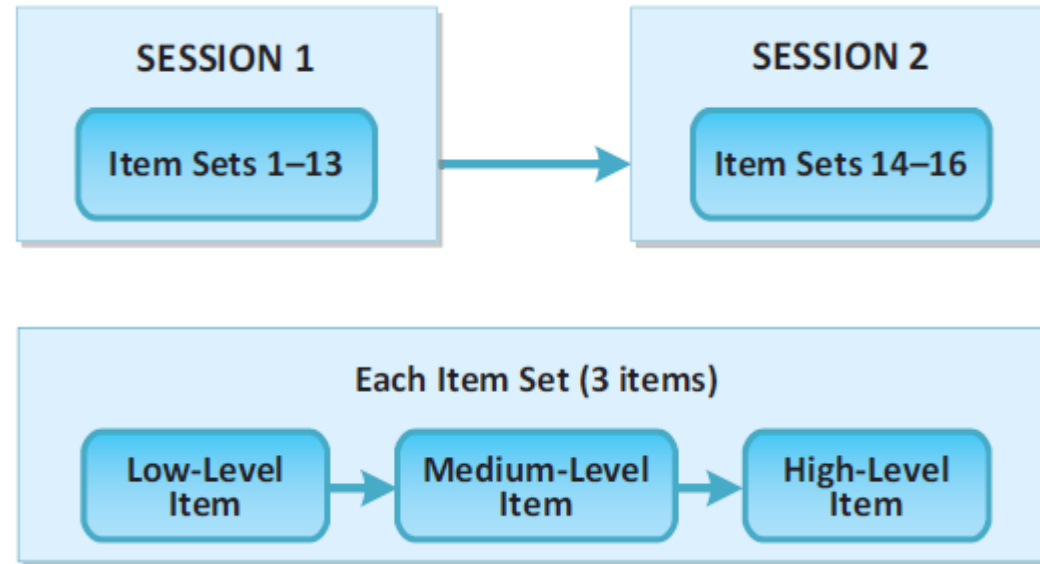 SESSION 1
Item Sets 1–13
SESSION 2
Item Sets 14–16
Each Item Set (3 items)
Low-Level
Item
Medium-Level
Item
High-Level
Item